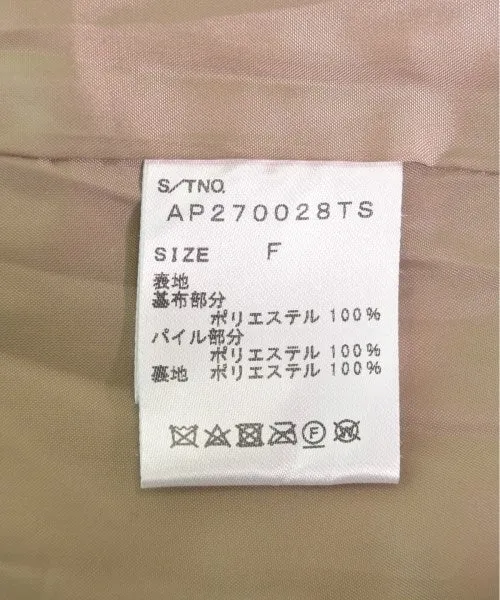 S/TNO.
AP270028TS
SIZE F
表地
基布部分
ポリエステル 100%
パイル部分
ポリエステル 100%
裏地 ポリエステル 100%
F W